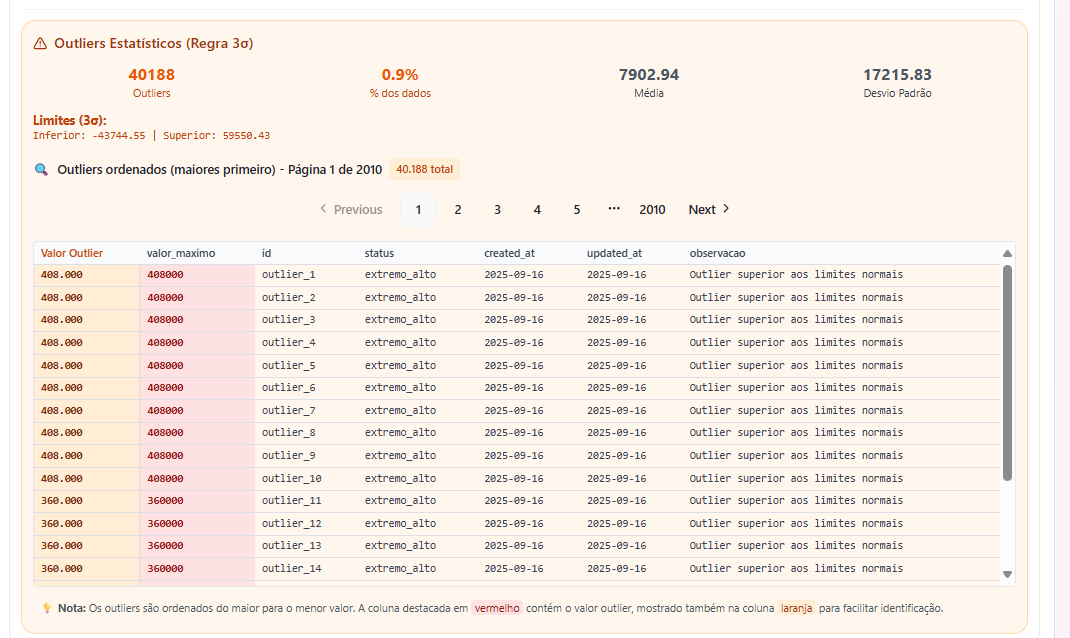 Outliers Estatísticos (Regra 3σ)
40188 0.9% 7902.94 17215.83
Outliers % dos dados Média Desvio Padrão
Limites (3σ):
Inferior: -43744.55 | Superior: 59550.43
Outliers ordenados (maiores primeiro) - Página 1 de 2010 40.188 total
Previous 1 2 3 4 5 ... 2010 Next
Valor Outlier valor_maximo id status created_at updated_at observacao
408.000 408000 outlier_1 extremo_alto 2025-09-16 2025-09-16 Outlier superior aos limites normais
408.000 408000 outlier_2 extremo_alto 2025-09-16 2025-09-16 Outlier superior aos limites normais
408.000 408000 outlier_3 extremo_alto 2025-09-16 2025-09-16 Outlier superior aos limites normais
408.000 408000 outlier_4 extremo_alto 2025-09-16 2025-09-16 Outlier superior aos limites normais
408.000 408000 outlier_5 extremo_alto 2025-09-16 2025-09-16 Outlier superior aos limites normais
408.000 408000 outlier_6 extremo_alto 2025-09-16 2025-09-16 Outlier superior aos limites normais
408.000 408000 outlier_7 extremo_alto 2025-09-16 2025-09-16 Outlier superior aos limites normais
408.000 408000 outlier_8 extremo_alto 2025-09-16 2025-09-16 Outlier superior aos limites normais
408.000 408000 outlier_9 extremo_alto 2025-09-16 2025-09-16 Outlier superior aos limites normais
408.000 408000 outlier_10 extremo_alto 2025-09-16 2025-09-16 Outlier superior aos limites normais
360.000 360000 outlier_11 extremo_alto 2025-09-16 2025-09-16 Outlier superior aos limites normais
360.000 360000 outlier_12 extremo_alto 2025-09-16 2025-09-16 Outlier superior aos limites normais
360.000 360000 outlier_13 extremo_alto 2025-09-16 2025-09-16 Outlier superior aos limites normais
360.000 360000 outlier_14 extremo_alto 2025-09-16 2025-09-16 Outlier superior aos limites normais
Nota: Os outliers são ordenados do maior para o menor valor. A coluna destacada em vermelho contém o valor outlier, mostrado também na coluna laranja para facilitar identificação.